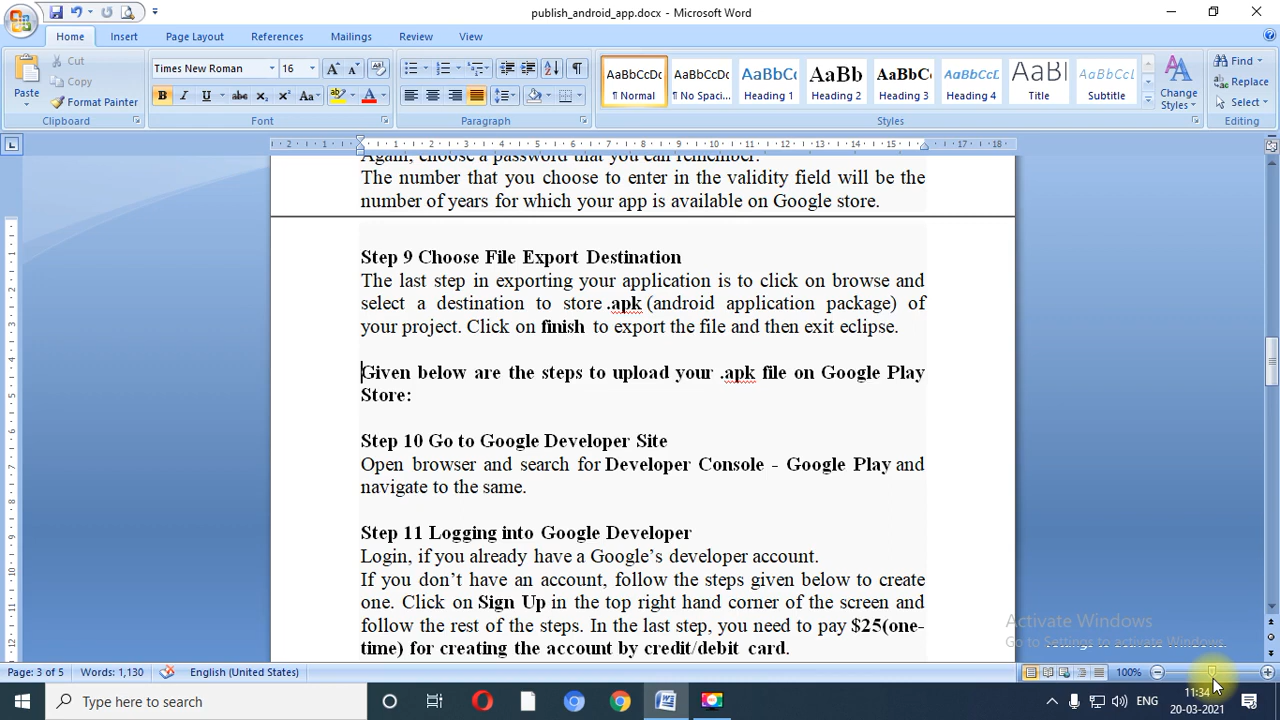 publish_android_app.docx - Microsoft Word
Home Insert Page Layout References Mailings Review View
Paste
Cut
Copy
Format Painter
Clipboard
Times New Roman 16
Font
Paragraph
AaBbCcDc AaBbCcDc AaBbC AaBb AaBbC AaBbCcL AaBb AaBbCcL
¶ Normal ¶ No Spaci... Heading 1 Heading 2 Heading 3 Heading 4 Title Subtitle
Styles
Change Styles
Find
Replace
Select
Editing
Again, choose a password that you can remember.
The number that you choose to enter in the validity field will be the
number of years for which your app is available on Google store.
Step 9 Choose File Export Destination
The last step in exporting your application is to click on browse and
select a destination to store .apk (android application package) of
your project. Click on finish to export the file and then exit eclipse.
Given below are the steps to upload your .apk file on Google Play
Store:
Step 10 Go to Google Developer Site
Open browser and search for Developer Console - Google Play and
navigate to the same.
Step 11 Logging into Google Developer
Login, if you already have a Google’s developer account.
If you don’t have an account, follow the steps given below to create
one. Click on Sign Up in the top right hand corner of the screen and
follow the rest of the steps. In the last step, you need to pay $25(one-
time) for creating the account by credit/debit card.
Activate Windows
Go to Settings to activate Windows.
Page: 3 of 5 Words: 1,130 English (United States) 100%
Type here to search
ENG
11:34
20-03-2021